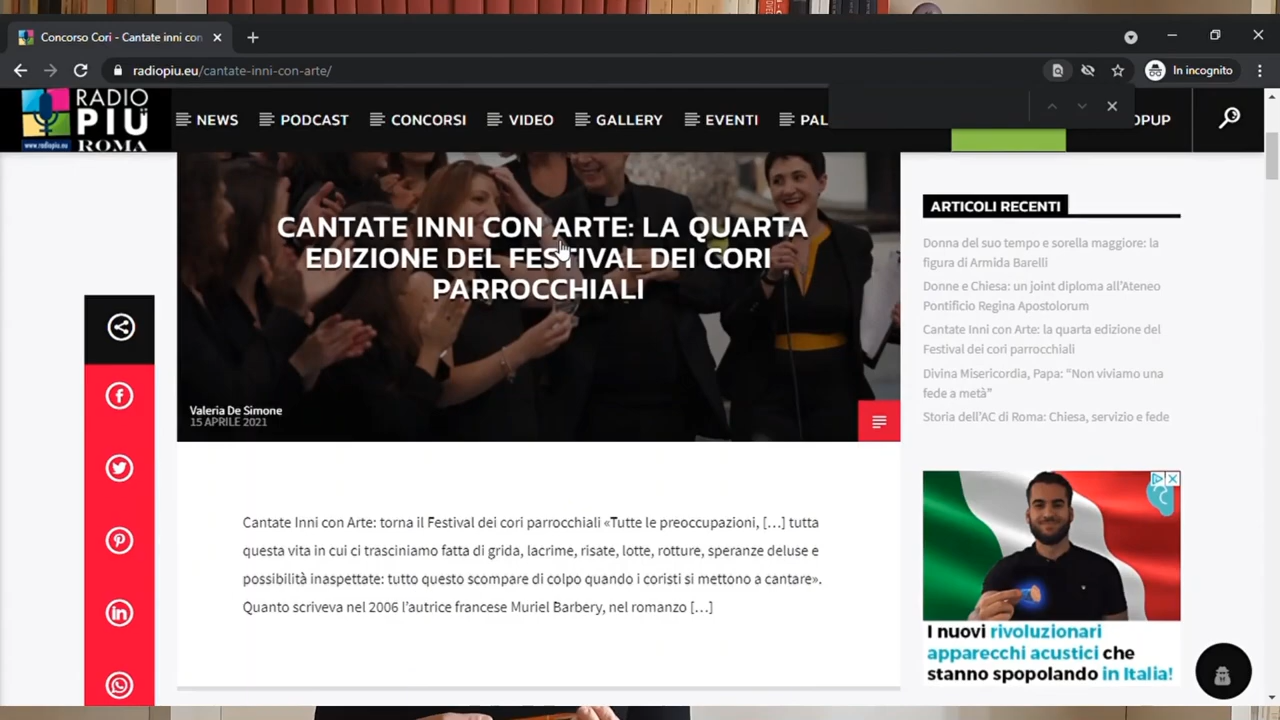 Concorso Cori - Cantate inni con
radiopiu.eu/cantate-inni-con-arte/
In incognito
RADIO
PIÙ
ROMA
www.radiopiu.eu
NEWS
PODCAST
CONCORSI
VIDEO
GALLERY
EVENTI
PAL
OPUP
CANTATE INNI CON ARTE: LA QUARTA
EDIZIONE DEL FESTIVAL DEI CORI
PARROCCHIALI
Valeria De Simone
15 APRILE 2021
Cantate Inni con Arte: torna il Festival dei cori parrocchiali «Tutte le preoccupazioni, […] tutta
questa vita in cui ci trasciniamo fatta di grida, lacrime, risate, lotte, rotture, speranze deluse e
possibilità inaspettate: tutto questo scompare di colpo quando i coristi si mettono a cantare».
Quanto scriveva nel 2006 l’autrice francese Muriel Barbery, nel romanzo […]
ARTICOLI RECENTI
Donna del suo tempo e sorella maggiore: la
figura di Armida Barelli
Donne e Chiesa: un joint diploma all’Ateneo
Pontificio Regina Apostolorum
Cantate Inni con Arte: la quarta edizione del
Festival dei cori parrocchiali
Divina Misericordia, Papa: “Non viviamo una
fede a metà”
Storia dell’AC di Roma: Chiesa, servizio e fede
I nuovi rivoluzionari
apparecchi acustici che
stanno spopolando in Italia!